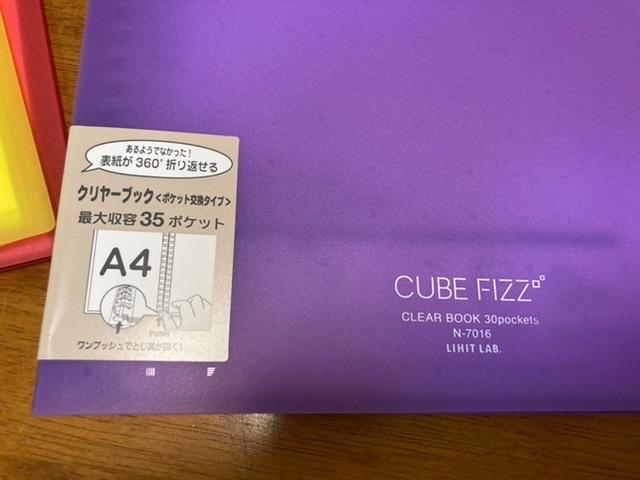 あるようでなかった!
表紙が360°折り返せる
クリヤーブック<ポケット交換タイプ>
最大収容35ポケット
A4
PUSH
ワンプッシュでとじ具が開く!
CUBE FIZZ
CLEAR BOOK 30pockets
N-7016
LIHIT LAB.